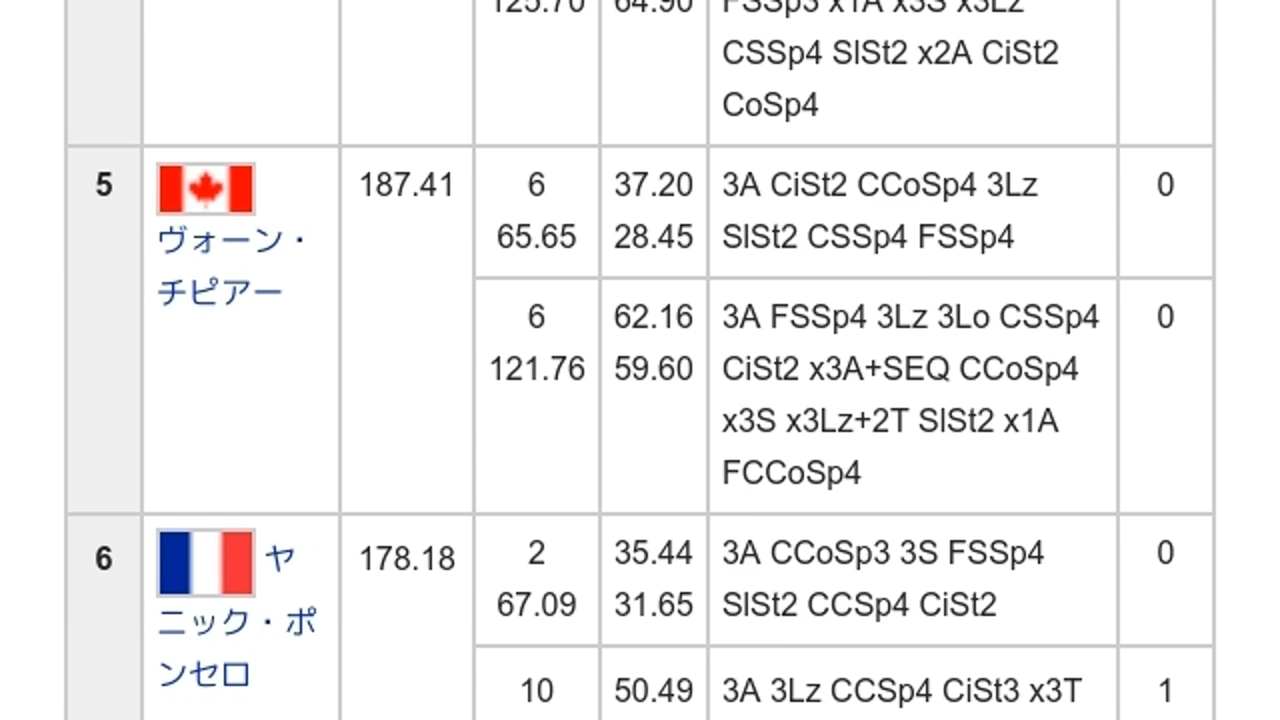 125.70 64.90 FSSp3 x1A x3S x3Lz
CSSp4 SlSt2 x2A CiSt2
CoSp4
5 187.41 6 37.20 3A CiSt2 CCoSp4 3Lz 0
65.65 28.45 SlSt2 CSSp4 FSSp4
ヴォーン・
チピアー
6 62.16 3A FSSp4 3Lz 3Lo CSSp4 0
121.76 59.60 CiSt2 x3A+SEQ CCoSp4
x3S x3Lz+2T SlSt2 x1A
FCCoSp4
6 ヤ 178.18 2 35.44 3A CCoSp3 3S FSSp4 0
67.09 31.65 SlSt2 CCSp4 CiSt2
ニック・ポ
ンセロ
10 50.49 3A 3Lz CCSp4 CiSt3 x3T 1